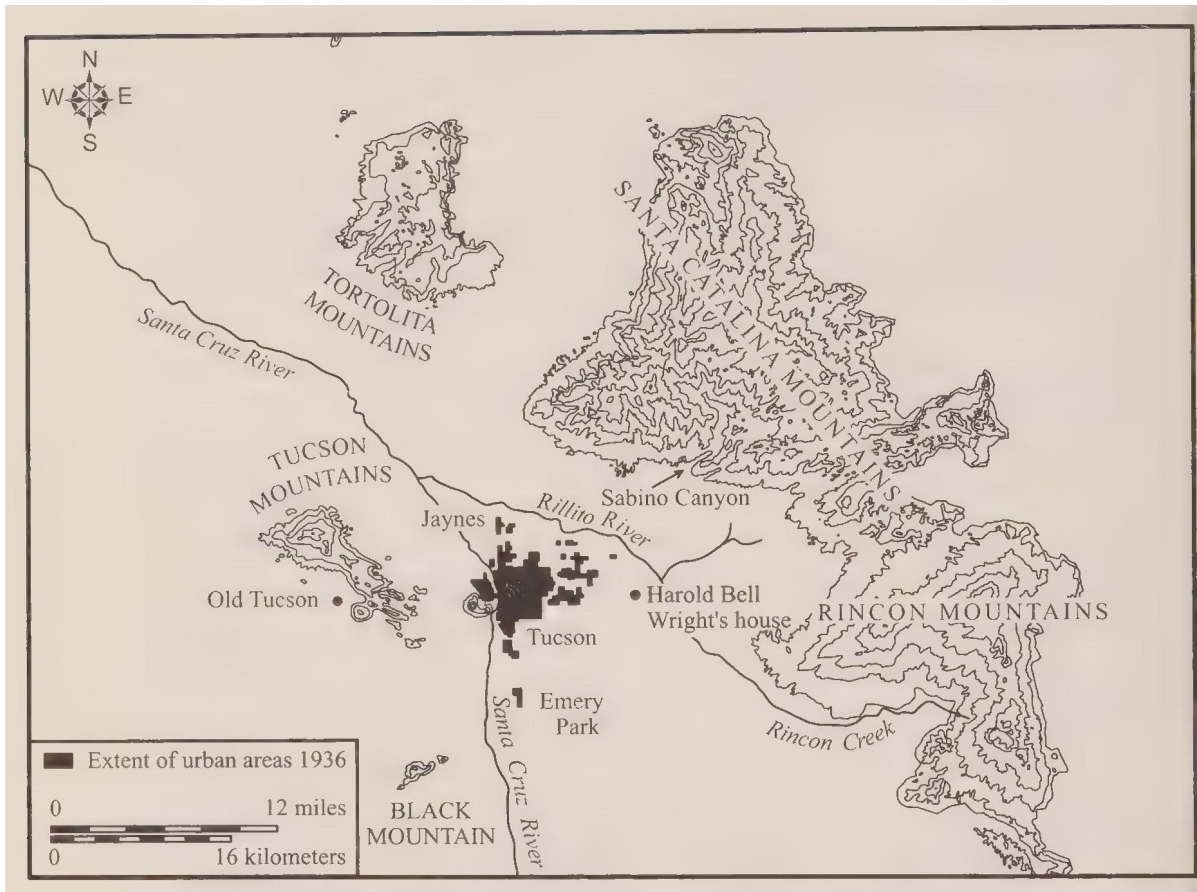 N
W E
S
SANTA CATALINA MOUNTAINS
TORTOLITA
MOUNTAINS
Santa Cruz River
TUCSON
MOUNTAINS
Sabino Canyon
Rillito River
Jaynes
Old Tucson
Harold Bell
Wright's house
RINCON MOUNTAINS
Tucson
Emery
Park
Santa Cruz River
Rincon Creek
BLACK
MOUNTAIN
Extent of urban areas 1936
0 12 miles
0 16 kilometers